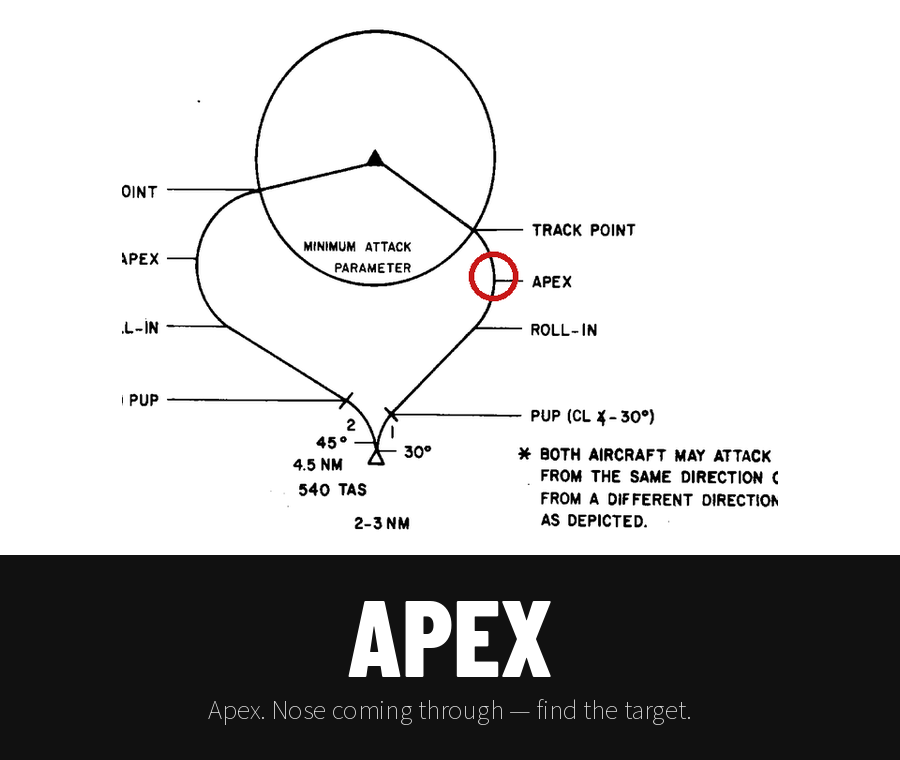 OINT
TRACK POINT
MINIMUM ATTACK
PARAMETER
APEX
APEX
L-IN
ROLL-IN
PUP
PUP (CL ∡-30°)
2
1
45°
30°
4.5 NM
540 TAS
2-3 NM
* BOTH AIRCRAFT MAY ATTACK
FROM THE SAME DIRECTION
FROM A DIFFERENT DIRECTION
AS DEPICTED.
APEX
Apex. Nose coming through — find the target.